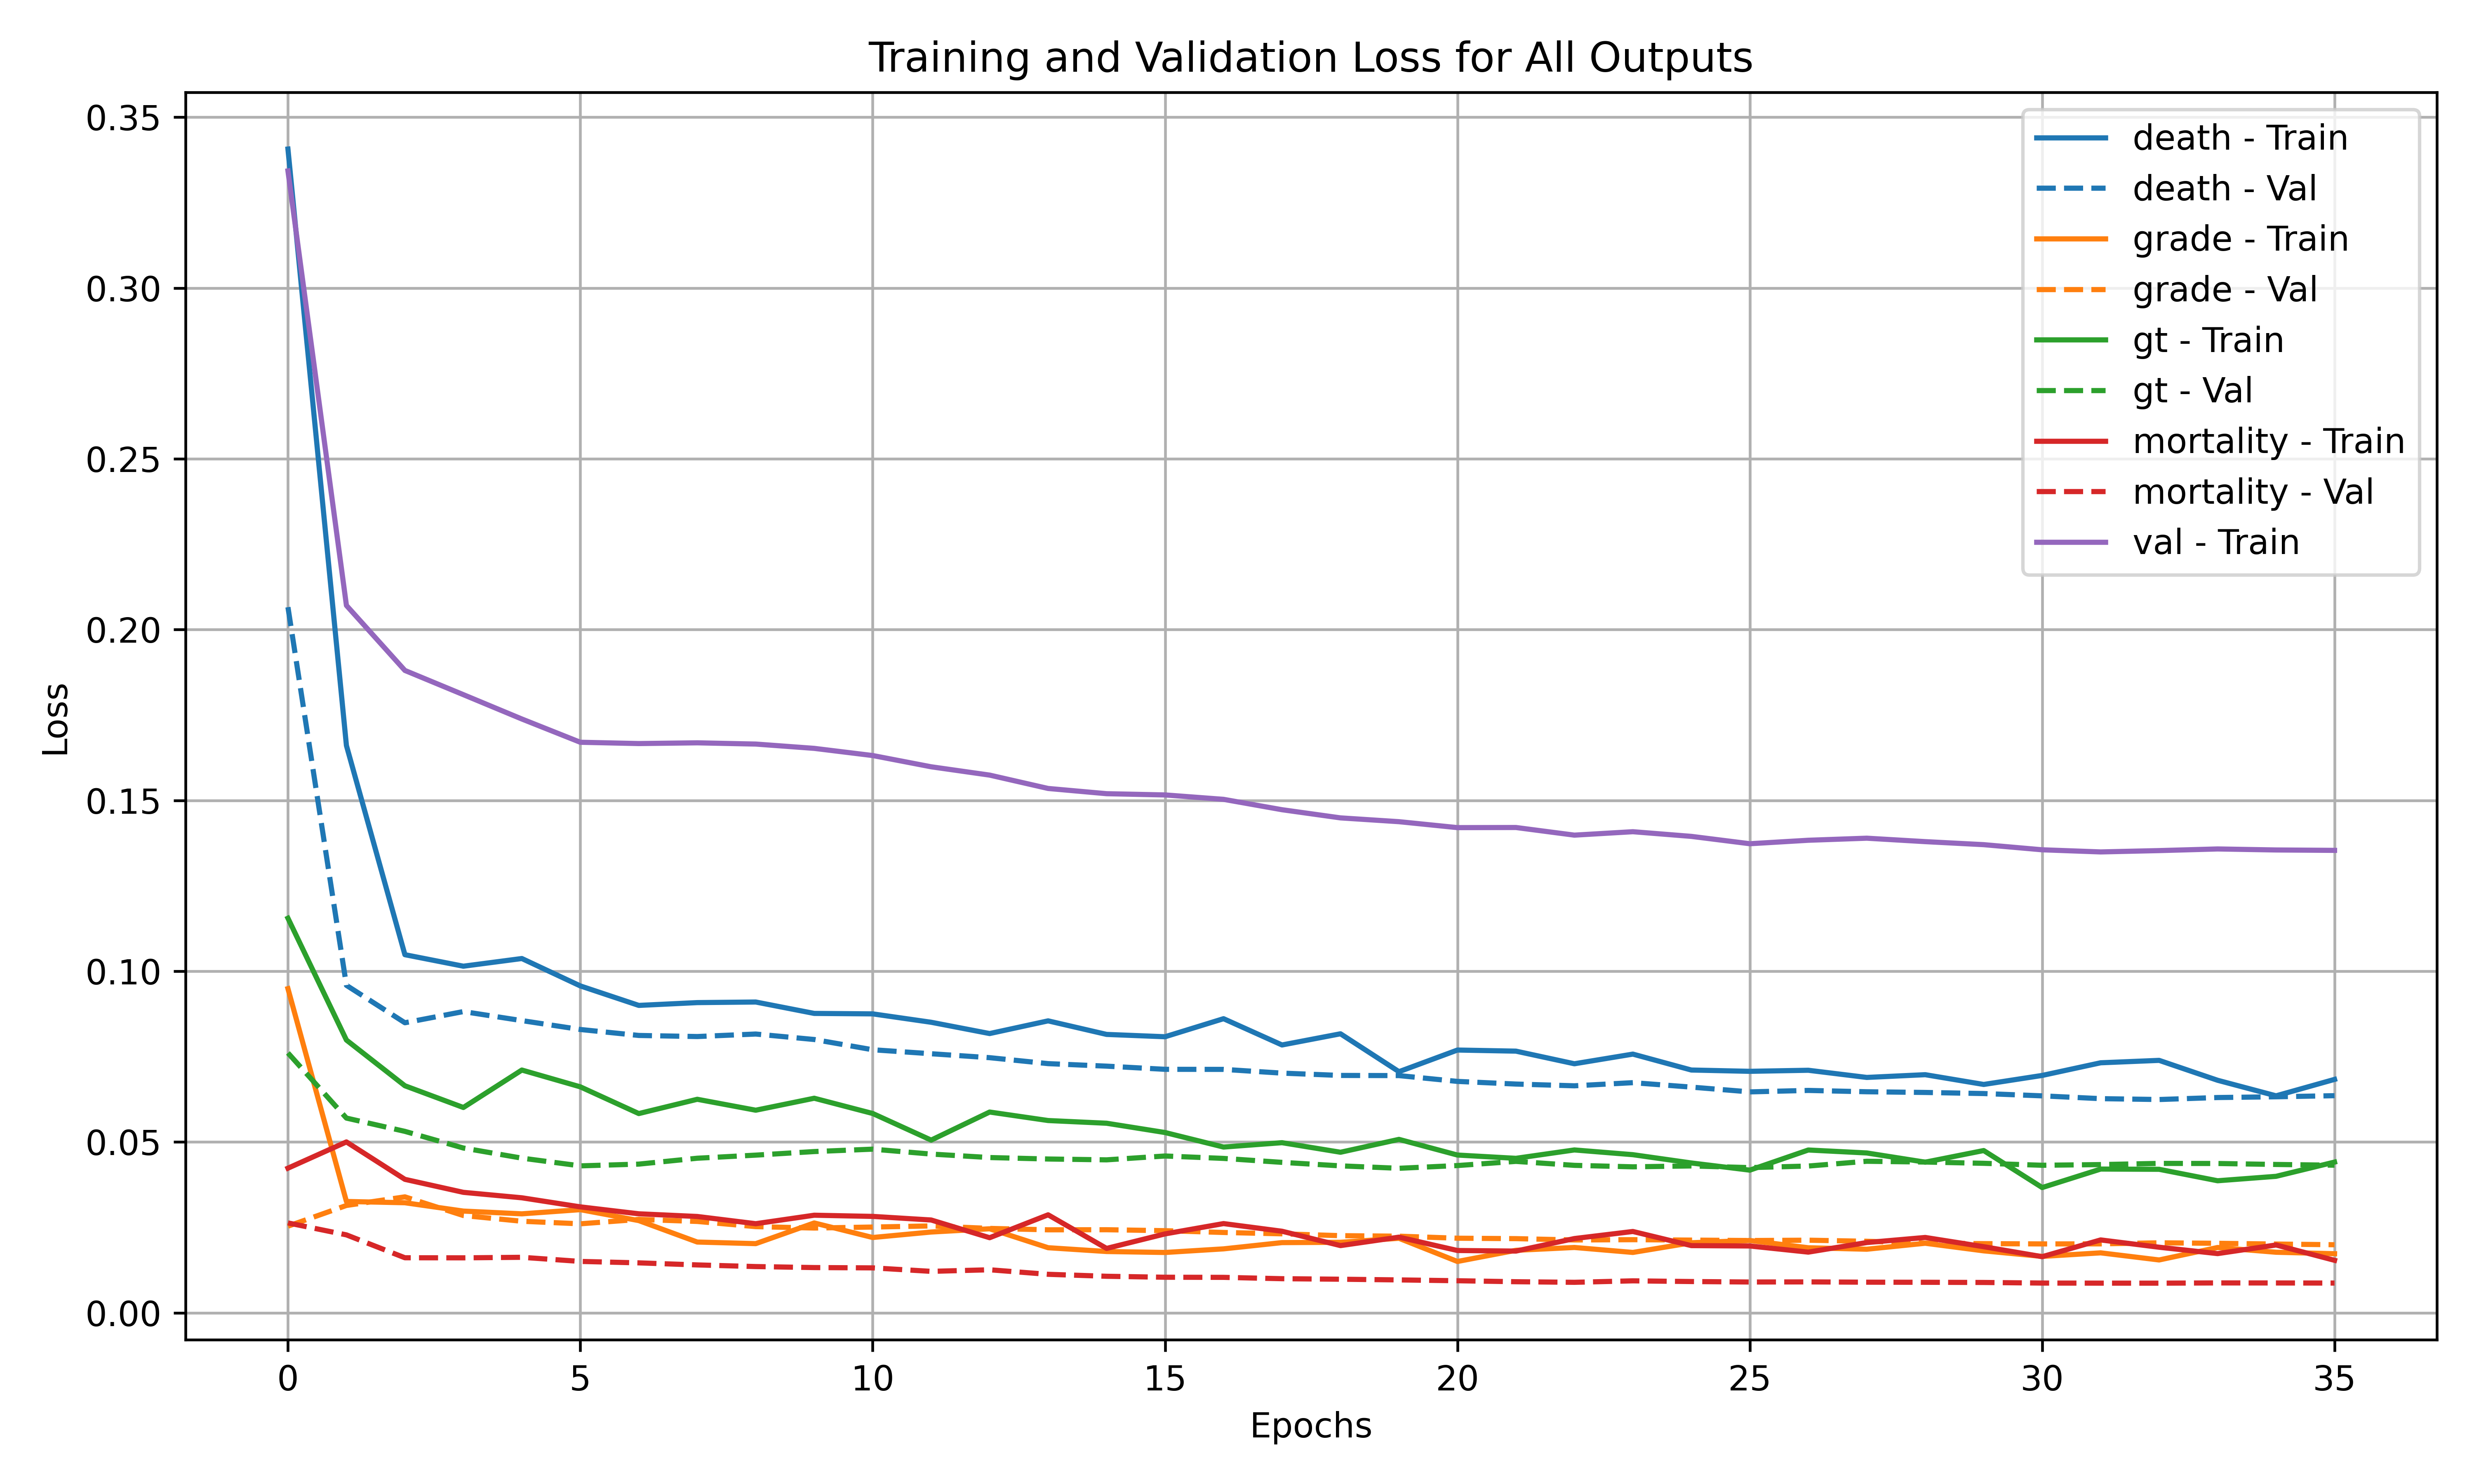 Training and Validation Loss for All Outputs
0.35
0.30
0.25
0.20
0.15
0.10
0.05
0.00
Loss
death - Train
death - Val
grade - Train
grade - Val
gt - Train
gt - Val
mortality - Train
mortality - Val
val - Train
0 5 10 15 20 25 30 35
Epochs